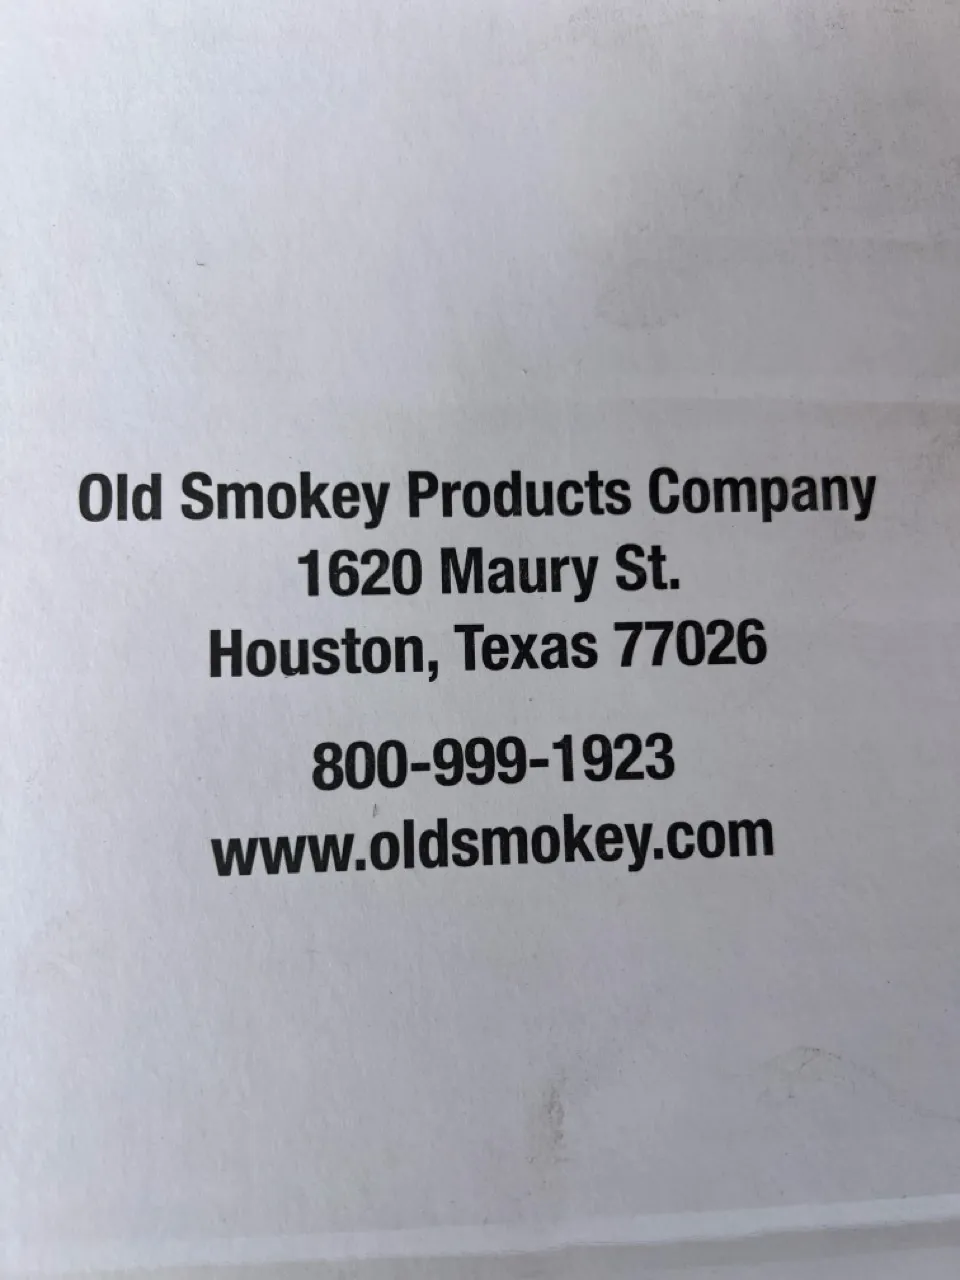 Old Smokey Products Company
1620 Maury St.
Houston, Texas 77026
800-999-1923
www.oldsmokey.com